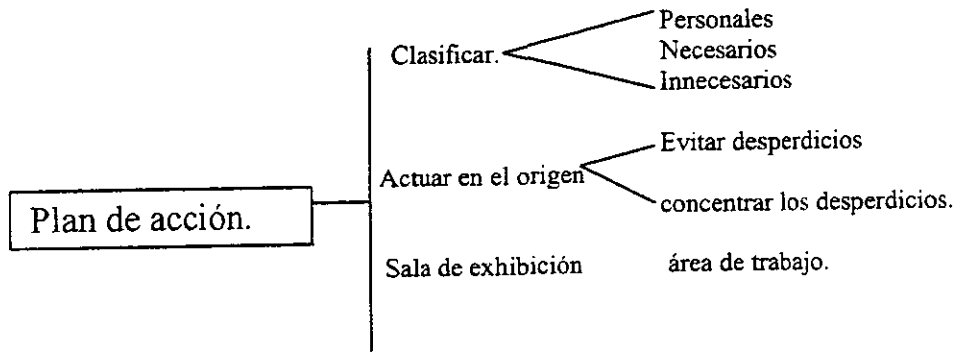 Plan de acción.
Clasificar.
Personales
Necesarios
Innecesarios
Actuar en el origen
Evitar desperdicios
concentrar los desperdicios.
Sala de exhibición
área de trabajo.